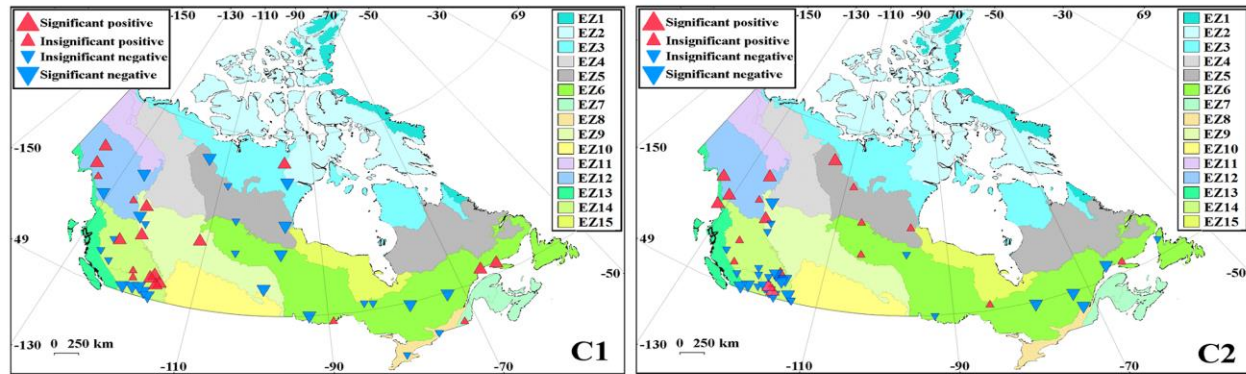 -130 -110 -90 -70 -50 -30 69
Significant positive
Insignificant positive
Insignificant negative
Significant negative
EZ1
EZ2
EZ3
EZ4
EZ5
EZ6
EZ7
EZ8
EZ9
EZ10
EZ11
EZ12
EZ13
EZ14
EZ15
-150
49
-50
-130
0 250 km
-110 -90 -70
C1
-130 -110 -90 -70 -50 -30 69
Significant positive
Insignificant positive
Insignificant negative
Significant negative
EZ1
EZ2
EZ3
EZ4
EZ5
EZ6
EZ7
EZ8
EZ9
EZ10
EZ11
EZ12
EZ13
EZ14
EZ15
-150
49
-50
-130
0 250 km
-110 -90 -70
C2